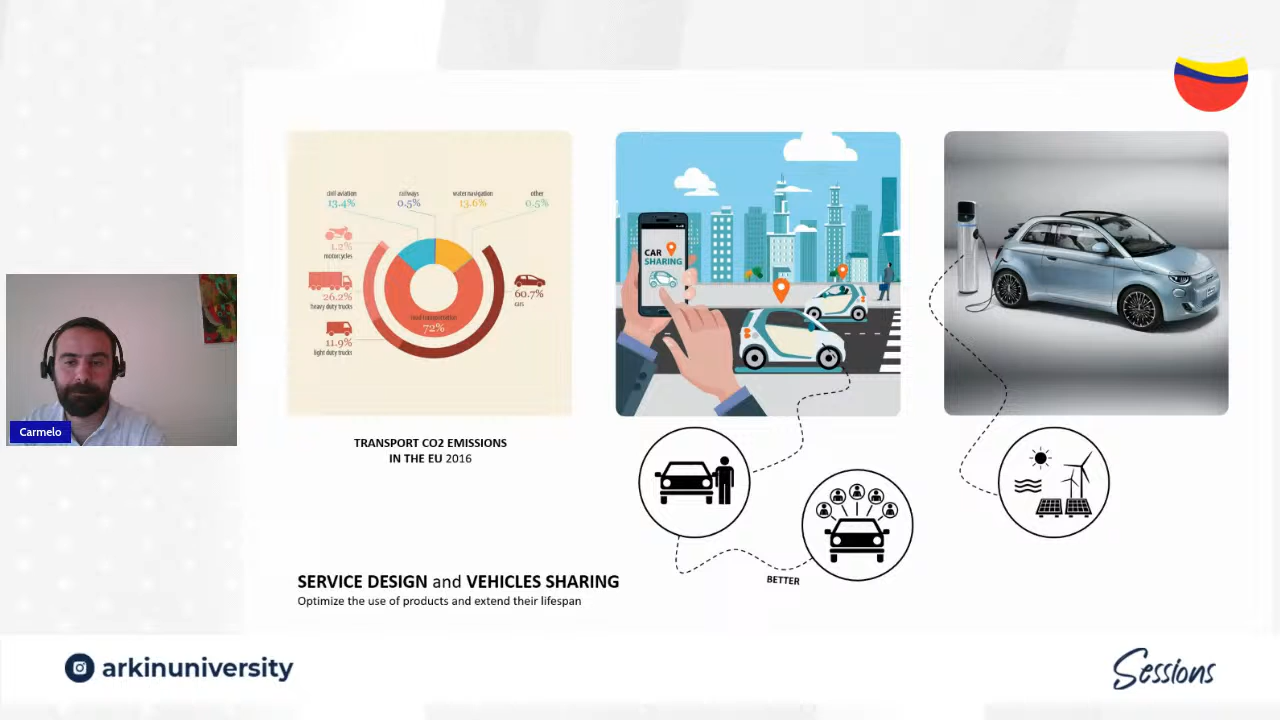 civil aviation
13.4%
railways
0.5%
water navigation
13.6%
other
0.5%
1.2%
motorcycles
26.2%
heavy duty trucks
11.9%
light duty trucks
road transportation
72%
60.7%
cars
TRANSPORT CO2 EMISSIONS
IN THE EU 2016
CAR
SHARING
BETTER
SERVICE DESIGN and VEHICLES SHARING
Optimize the use of products and extend their lifespan
Carmelo
arkinuniversity
Sessions